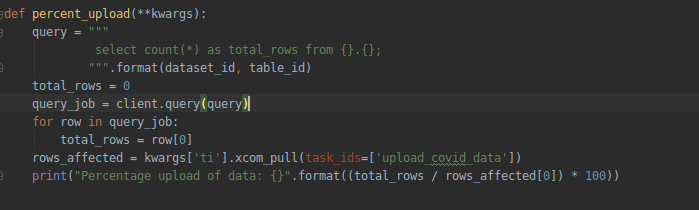 def percent_upload(**kwargs):
    query = """
             select count(*) as total_rows from {}.{};
            """.format(dataset_id, table_id)
    total_rows = 0
    query_job = client.query(query)
    for row in query_job:
        total_rows = row[0]
    rows_affected = kwargs['ti'].xcom_pull(task_ids=['upload_covid_data'])
    print("Percentage upload of data: {}".format((total_rows / rows_affected[0]) * 100))